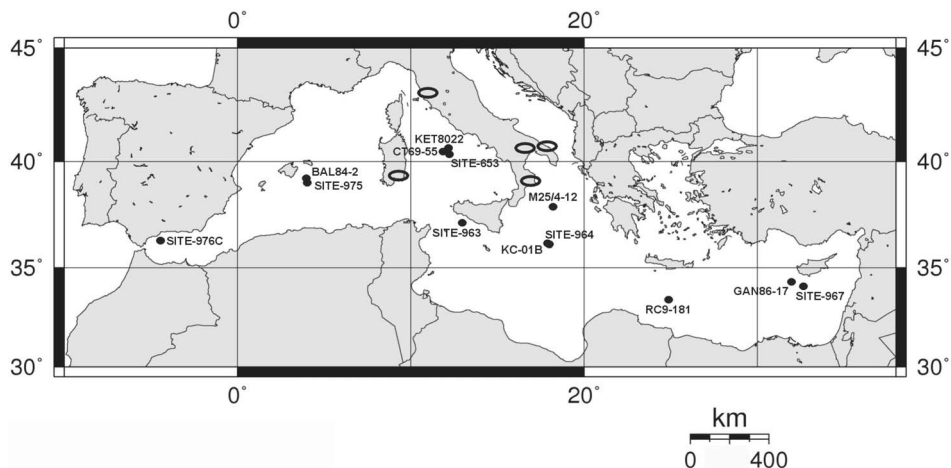 0° 20°
45° 45°
KET8022
CT69-55
40° SITE-653 40°
BAL84-2
SITE-975
M25/4-12
SITE-963 SITE-964
SITE-976C
KC-01B
35° 35°
GAN86-17 SITE-967
RC9-181
30° 30°
0° 20°
km
0 400